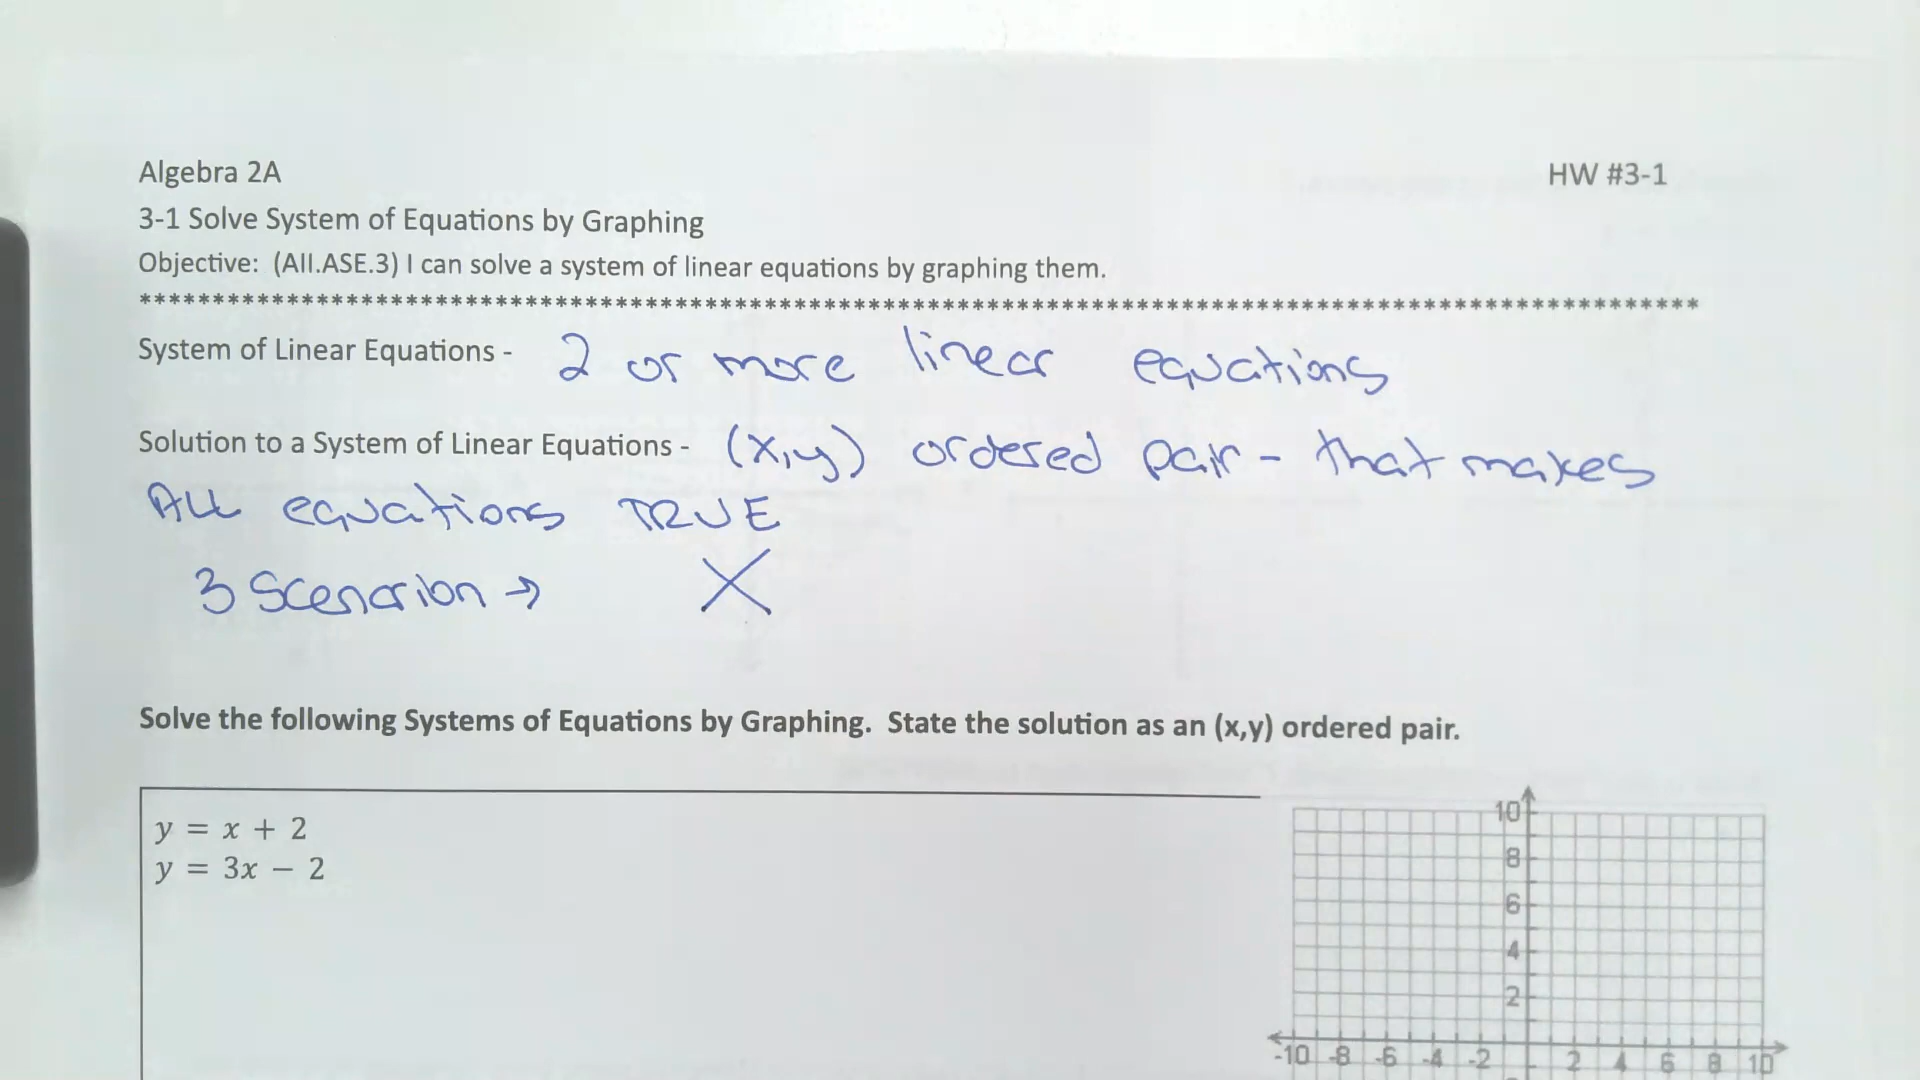 Algebra 2A
HW #3-1
3-1 Solve System of Equations by Graphing
Objective: (AII.ASE.3) I can solve a system of linear equations by graphing them.
********************************************************************************************************
System of Linear Equations - 2 or more linear equations
Solution to a System of Linear Equations - (x,y) ordered pair - that makes
ALL equations TRUE
3 Scenarion →
Solve the following Systems of Equations by Graphing. State the solution as an (x,y) ordered pair.
y = x + 2
y = 3x − 2
10
8
6
4
2
-10 -8 -6 -4 -2 2 4 6 8 10